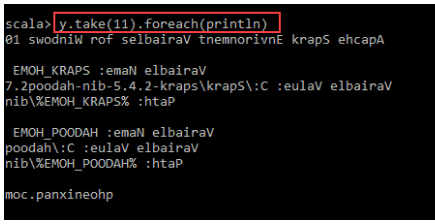 scala> y.take(11).foreach(println)
01 swodniW rof selbairaV tnemnorivnE krapS ehcapA
EMOH_KRAPS :emaN elbairaV
7.2poodah-nib-5.4.2-kraps\krapS\:C :eulaV elbairaV
nib\%EMOH_KRAPS% :htaP
EMOH_POODAH :emaN elbairaV
poodah\:C :eulaV elbairaV
nib\%EMOH_POODAH% :htaP
moc.panxineohp